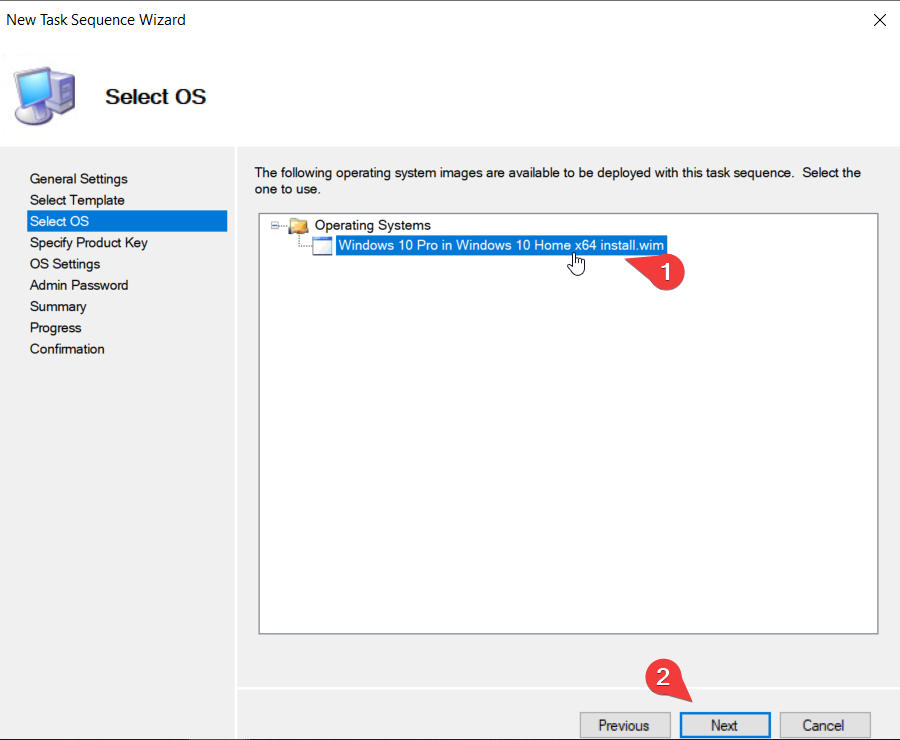 New Task Sequence Wizard
Select OS
General Settings
Select Template
Select OS
Specify Product Key
OS Settings
Admin Password
Summary
Progress
Confirmation
The following operating system images are available to be deployed with this task sequence.  Select the
one to use.
Operating Systems
Windows 10 Pro in Windows 10 Home x64 install.wim
1
2
Previous
Next
Cancel